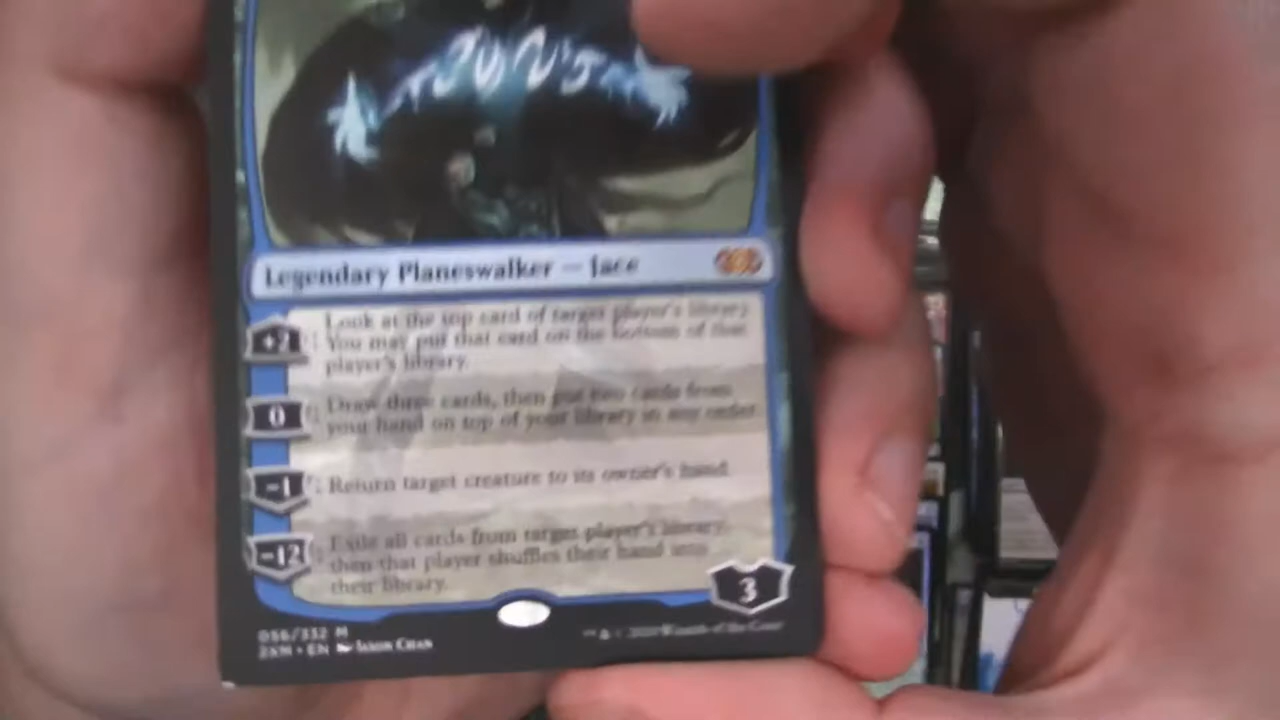 Legendary Planeswalker — Jace
+2: Look at the top card of target player's library.
You may put that card on the bottom of that
player's library.
0: Draw three cards, then put two cards from
your hand on top of your library in any order.
−1: Return target creature to its owner's hand.
−12: Exile all cards from target player's library,
then that player shuffles their hand into
their library.
3
056/332 M
2XM • EN Jason Chan
™ & © 2020 Wizards of the Coast